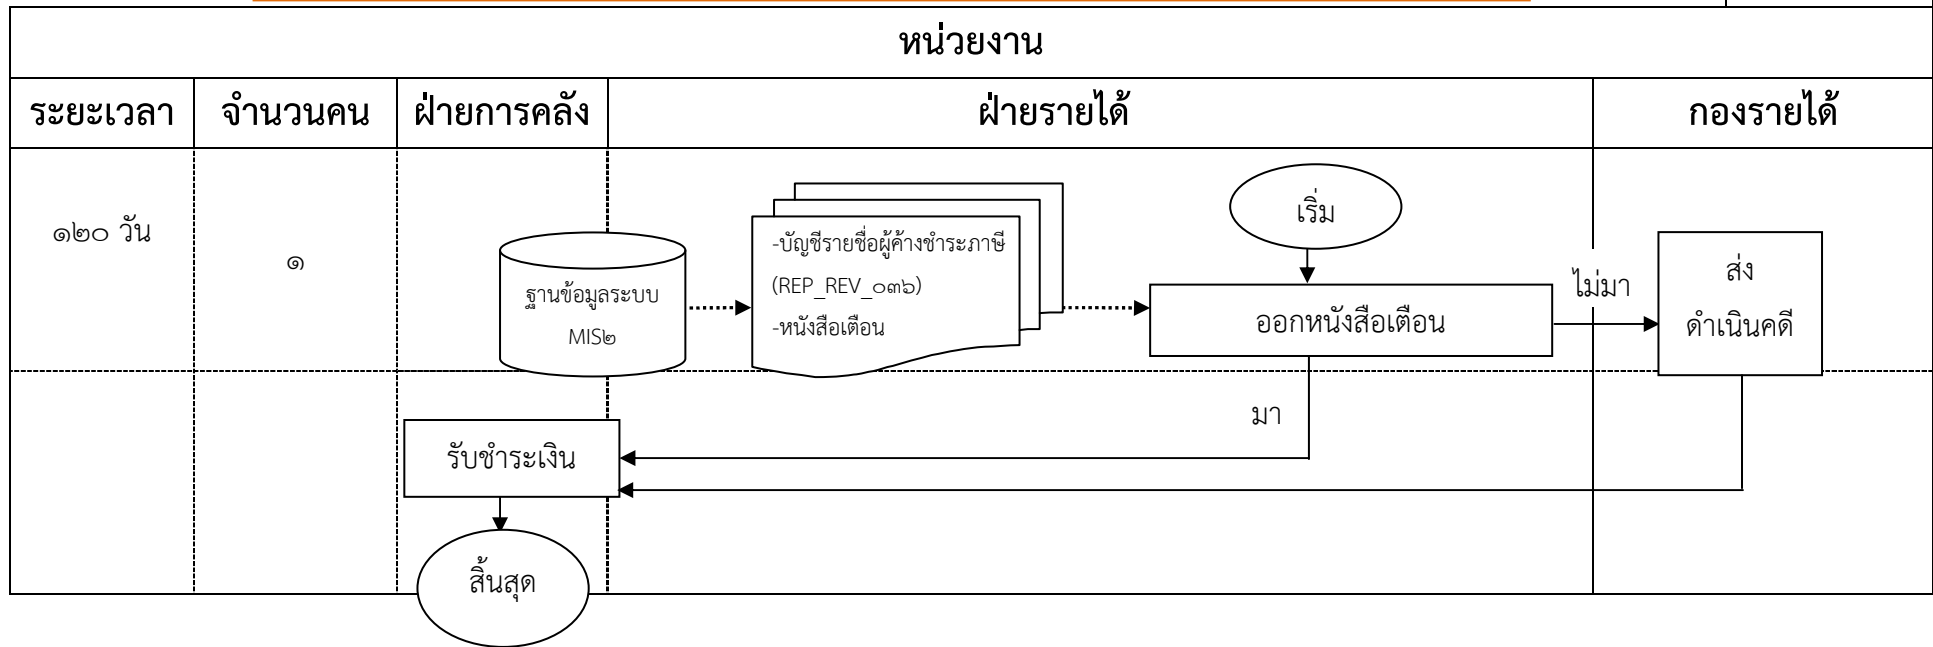 หน่วยงาน
ระยะเวลา จำนวนคน ฝ่ายการคลัง ฝ่ายรายได้ กองรายได้
๑๒๐ วัน
๑
ฐานข้อมูลระบบ
MIS๒
-บัญชีรายชื่อผู้ค้างชำระภาษี
(REP_REV_๐๓๖)
-หนังสือเตือน
เริ่ม
ออกหนังสือเตือน
ไม่มา
ส่ง
ดำเนินคดี
มา
รับชำระเงิน
สิ้นสุด